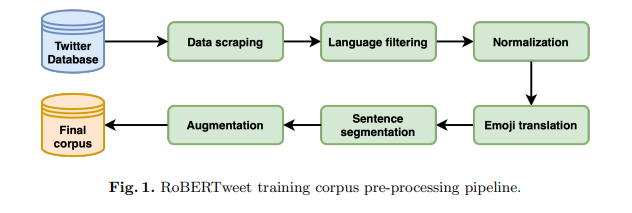 Twitter
Database
Data scraping
Language filtering
Normalization
Emoji translation
Sentence
segmentation
Augmentation
Final
corpus
Fig. 1. RoBERTweet training corpus pre-processing pipeline.